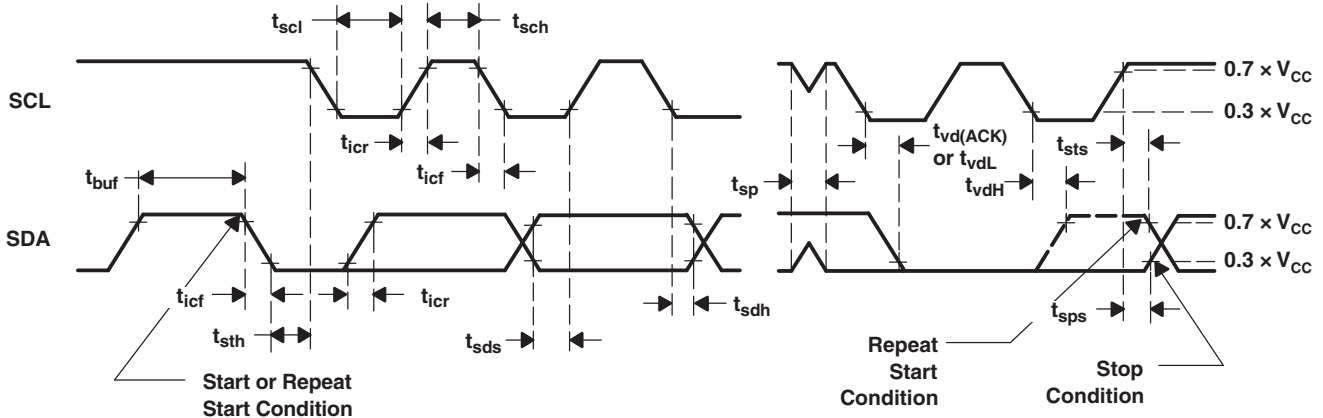 tscl
tsch
SCL
0.7 × VCC
0.3 × VCC
ticr
ticf
tvd(ACK)
or tvdL
tsts
tbuf
tsp
tvdH
SDA
0.7 × VCC
0.3 × VCC
ticf
ticr
tsth
tsds
tsdh
tsps
Start or Repeat
Start Condition
Repeat
Start
Condition
Stop
Condition